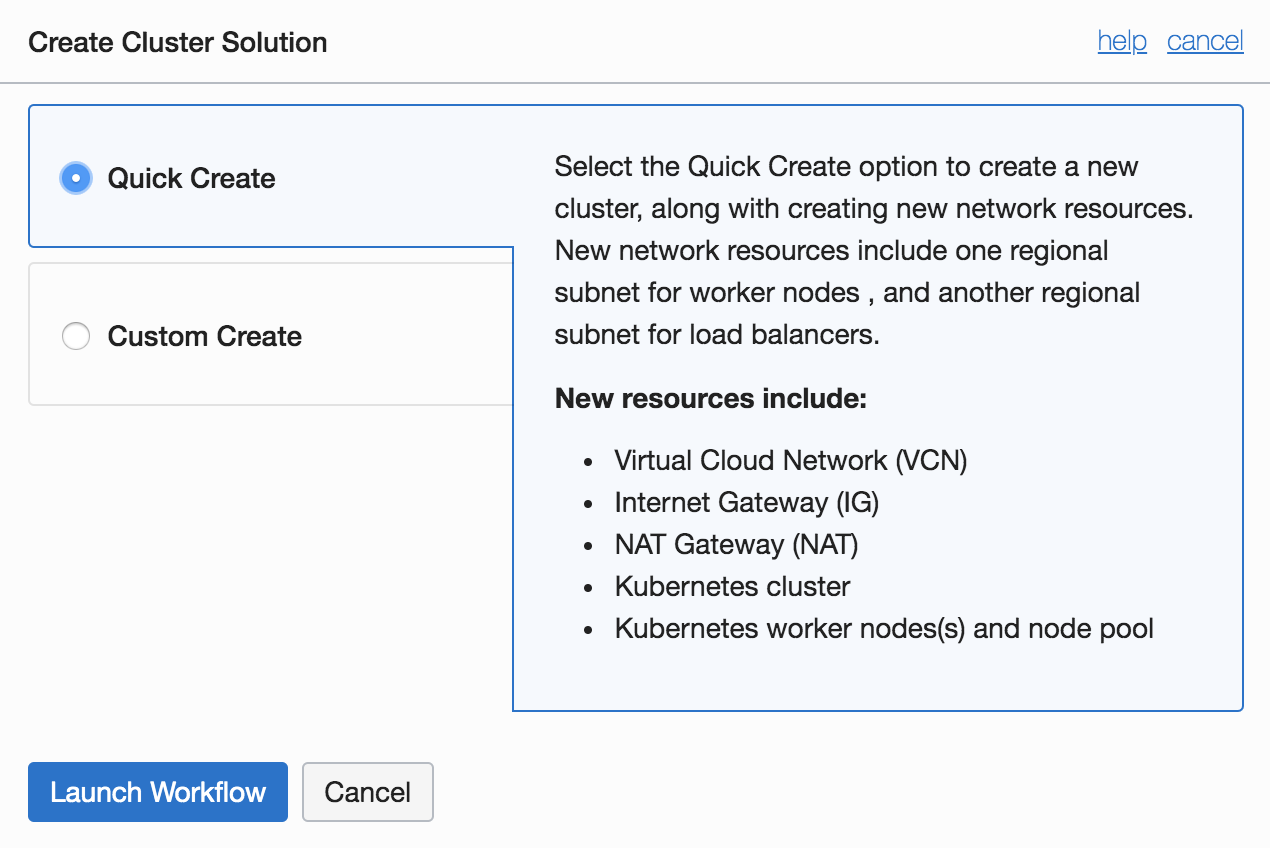 Create Cluster Solution
help cancel
Quick Create
Custom Create
Select the Quick Create option to create a new
cluster, along with creating new network resources.
New network resources include one regional
subnet for worker nodes , and another regional
subnet for load balancers.
New resources include:
• Virtual Cloud Network (VCN)
• Internet Gateway (IG)
• NAT Gateway (NAT)
• Kubernetes cluster
• Kubernetes worker nodes(s) and node pool
Launch Workflow
Cancel